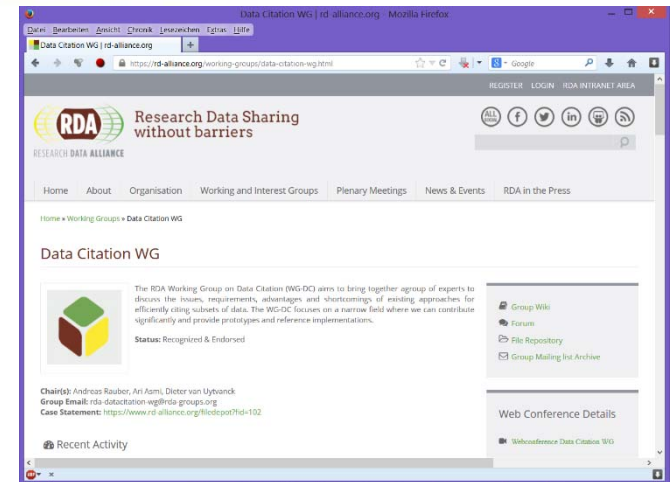 Data Citation WG | rd-alliance.org - Mozilla Firefox
Datei Bearbeiten Ansicht Chronik Lesezeichen Extras Hilfe
Data Citation WG | rd-alliance.org
https://rd-alliance.org/working-groups/data-citation-wg.html
Google
REGISTER LOGIN RDA INTRANET AREA
RDA
Research Data Sharing
without barriers
ALL
RESEARCH DATA ALLIANCE
Home About Organisation Working and Interest Groups Plenary Meetings News & Events RDA in the Press
Home » Working Groups » Data Citation WG
Data Citation WG
The RDA Working Group on Data Citation (WG-DC) aims to bring together agroup of experts to
discuss the issues, requirements, advantages and shortcomings of existing approaches for
efficiently citing subsets of data. The WG-DC focuses on a narrow field where we can contribute
significantly and provide prototypes and reference implementations.
Status: Recognized & Endorsed
Group Wiki
Forum
File Repository
Group Mailing list Archive
Chair(s): Andreas Rauber, Ari Asmi, Dieter van Uytvanck
Group Email: rda-datacitation-wg@rda-groups.org
Case Statement: https://www.rd-alliance.org/filedepot?fid=102
Web Conference Details
Recent Activity
Webconference Data Citation WG